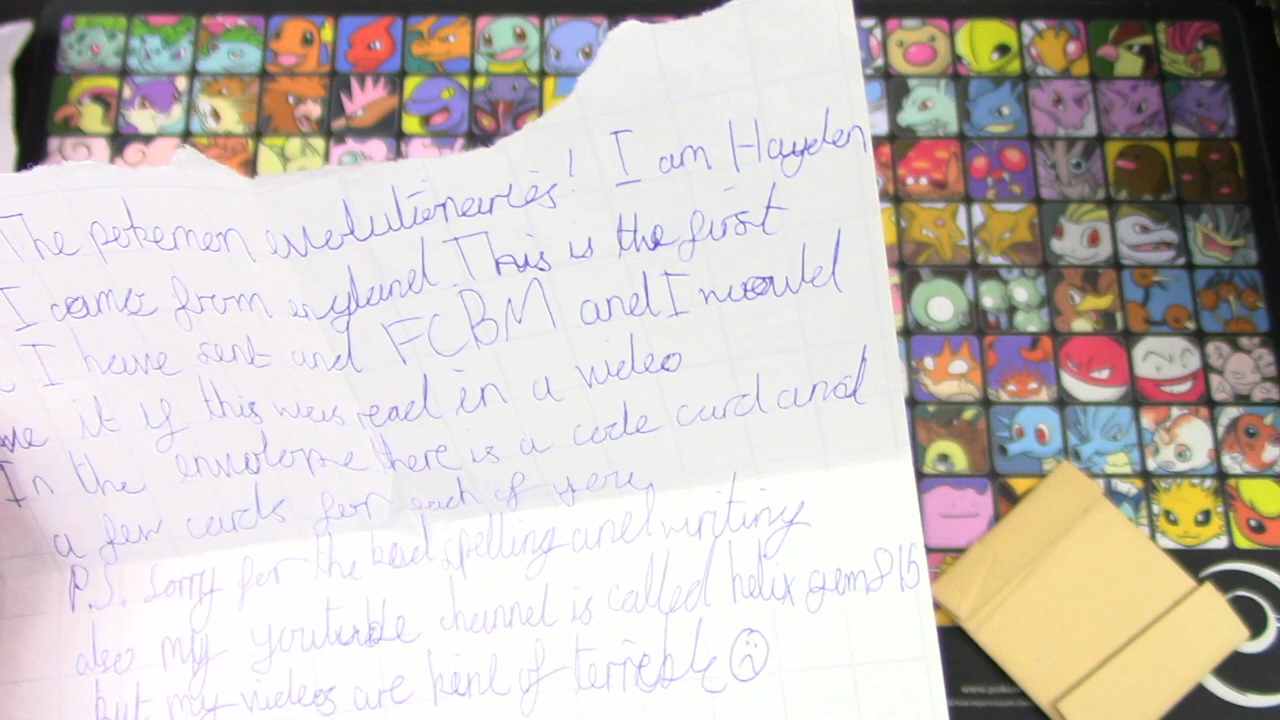 The pokemon evolutionaries! I am Hayden
I come from england. This is the first
I have sent and FCBM and I would
me it if this was read in a video
In the envolope there is a code card and
a few cards for each of you.
P.S. Sorry for the bad spelling and writing
also my youtube channel is called helix gem815
but my videos are kind of terrible